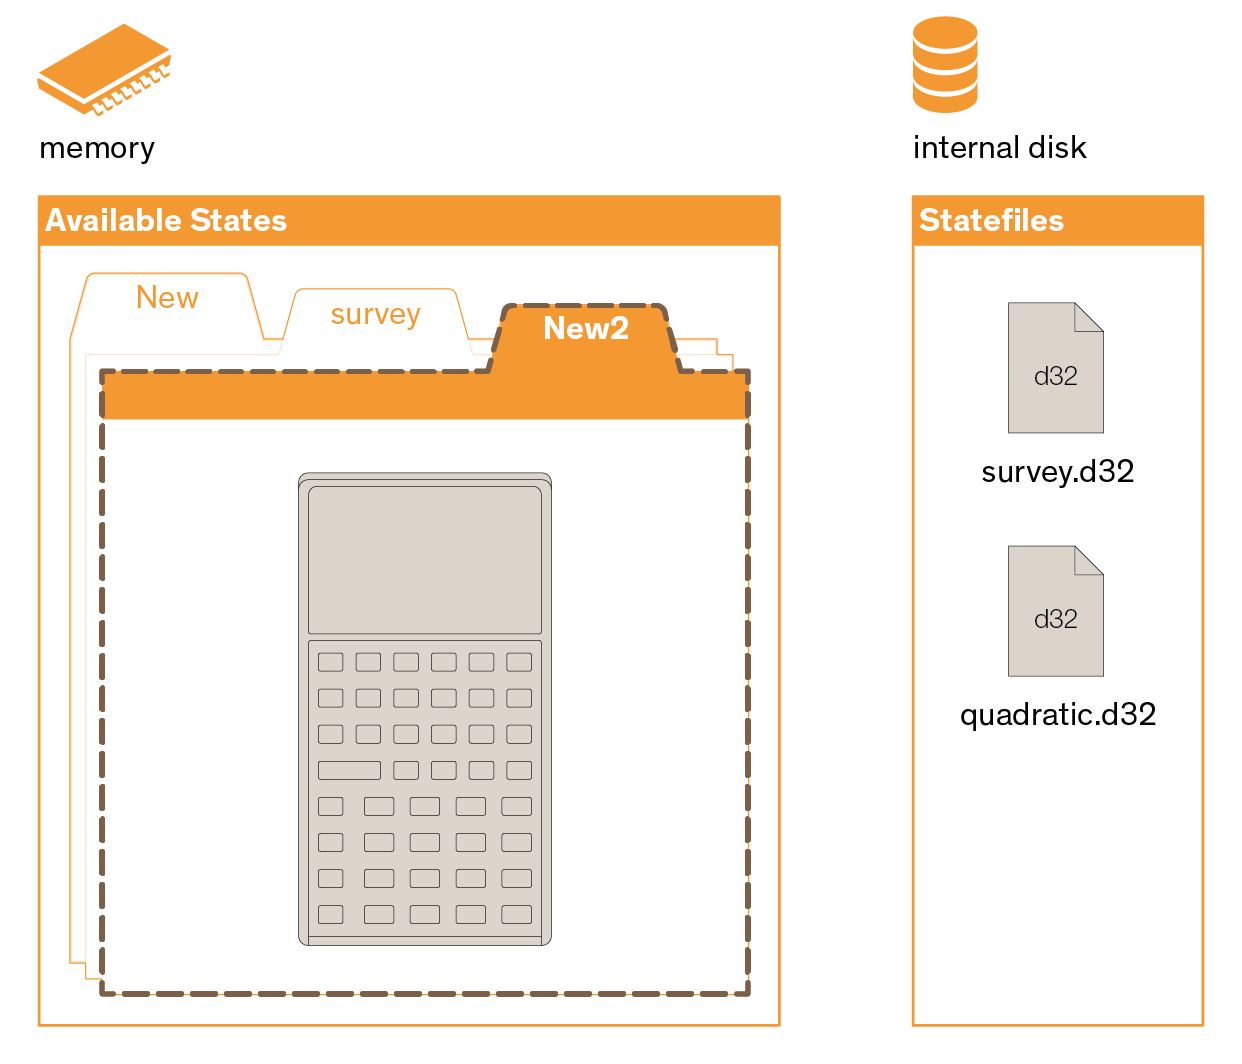 memory
internal disk
Available States
Statefiles
New
survey
New2
d32
survey.d32
d32
quadratic.d32